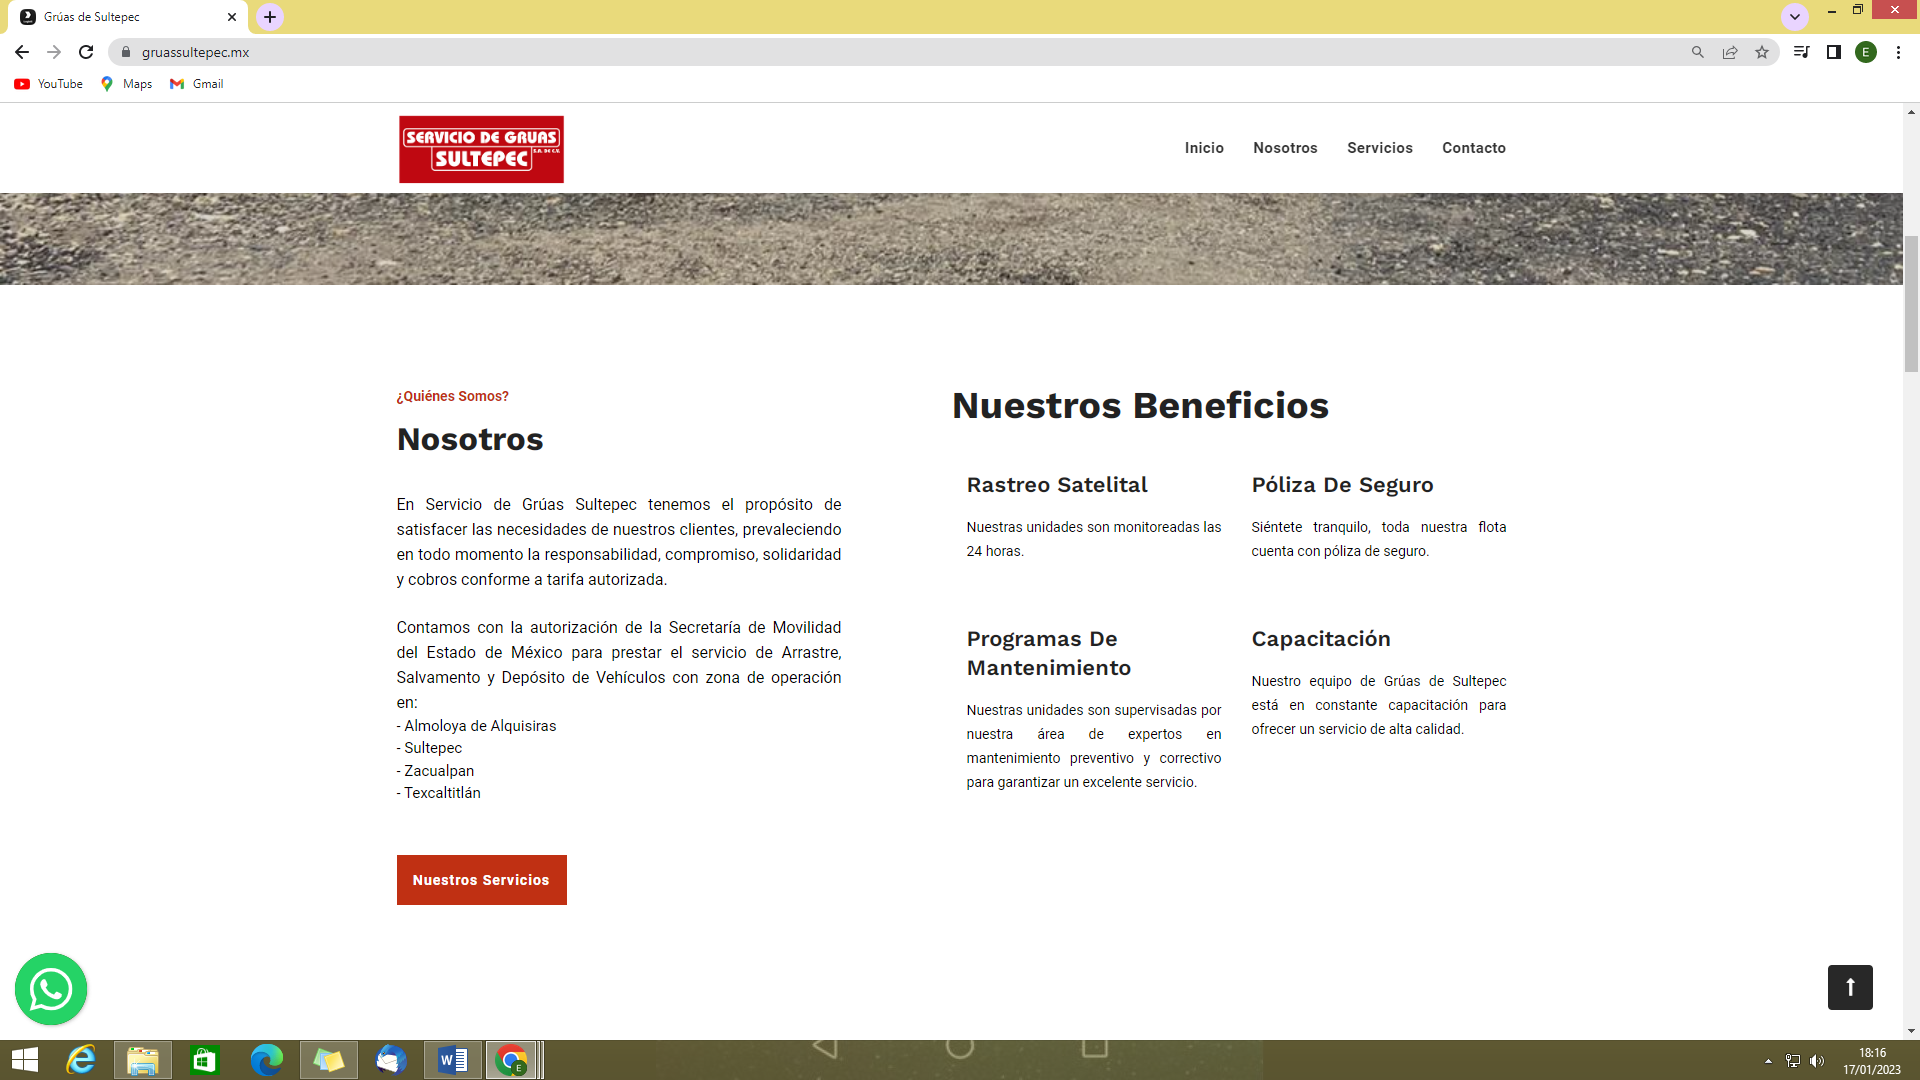 Grúas de Sultepec
gruassultepec.mx
E
YouTube
Maps
Gmail
SERVICIO DE GRUAS
SULTEPEC S.A. DE C.V.
Inicio
Nosotros
Servicios
Contacto
¿Quiénes Somos?
Nosotros
En Servicio de Grúas Sultepec tenemos el propósito de
satisfacer las necesidades de nuestros clientes, prevaleciendo
en todo momento la responsabilidad, compromiso, solidaridad
y cobros conforme a tarifa autorizada.
Contamos con la autorización de la Secretaría de Movilidad
del Estado de México para prestar el servicio de Arrastre,
Salvamento y Depósito de Vehículos con zona de operación
en:
- Almoloya de Alquisiras
- Sultepec
- Zacualpan
- Texcaltitlán
Nuestros Servicios
Nuestros Beneficios
Rastreo Satelital
Nuestras unidades son monitoreadas las
24 horas.
Póliza De Seguro
Siéntete tranquilo, toda nuestra flota
cuenta con póliza de seguro.
Programas De
Mantenimiento
Nuestras unidades son supervisadas por
nuestra área de expertos en
mantenimiento preventivo y correctivo
para garantizar un excelente servicio.
Capacitación
Nuestro equipo de Grúas de Sultepec
está en constante capacitación para
ofrecer un servicio de alta calidad.
E
18:16
17/01/2023